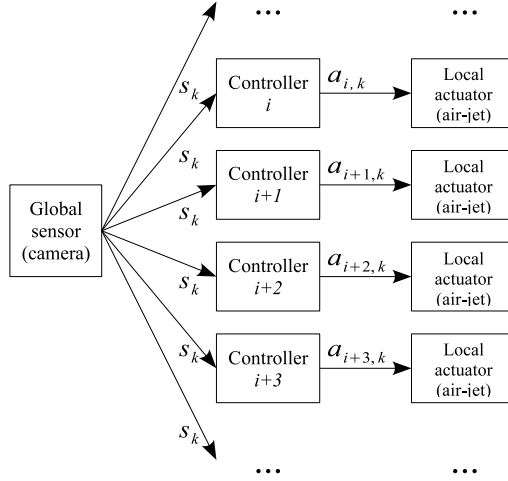 ... ...
s_k Controller i a_{i,k} Local actuator (air-jet)
s_k Controller i+1 a_{i+1,k} Local actuator (air-jet)
s_k
Global sensor (camera)
s_k Controller i+2 a_{i+2,k} Local actuator (air-jet)
s_k Controller i+3 a_{i+3,k} Local actuator (air-jet)
s_k
... ...